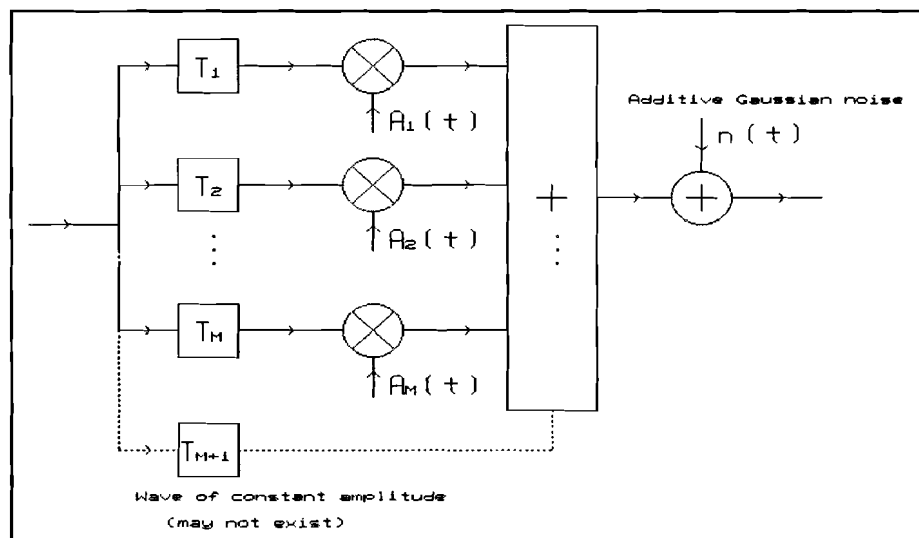 T1
A1(t)
Additive Gaussian noise
n(t)
T2
+
+
A2(t)
⋮
⋮
TM
AM(t)
TM+1
Wave of constant amplitude
(may not exist)